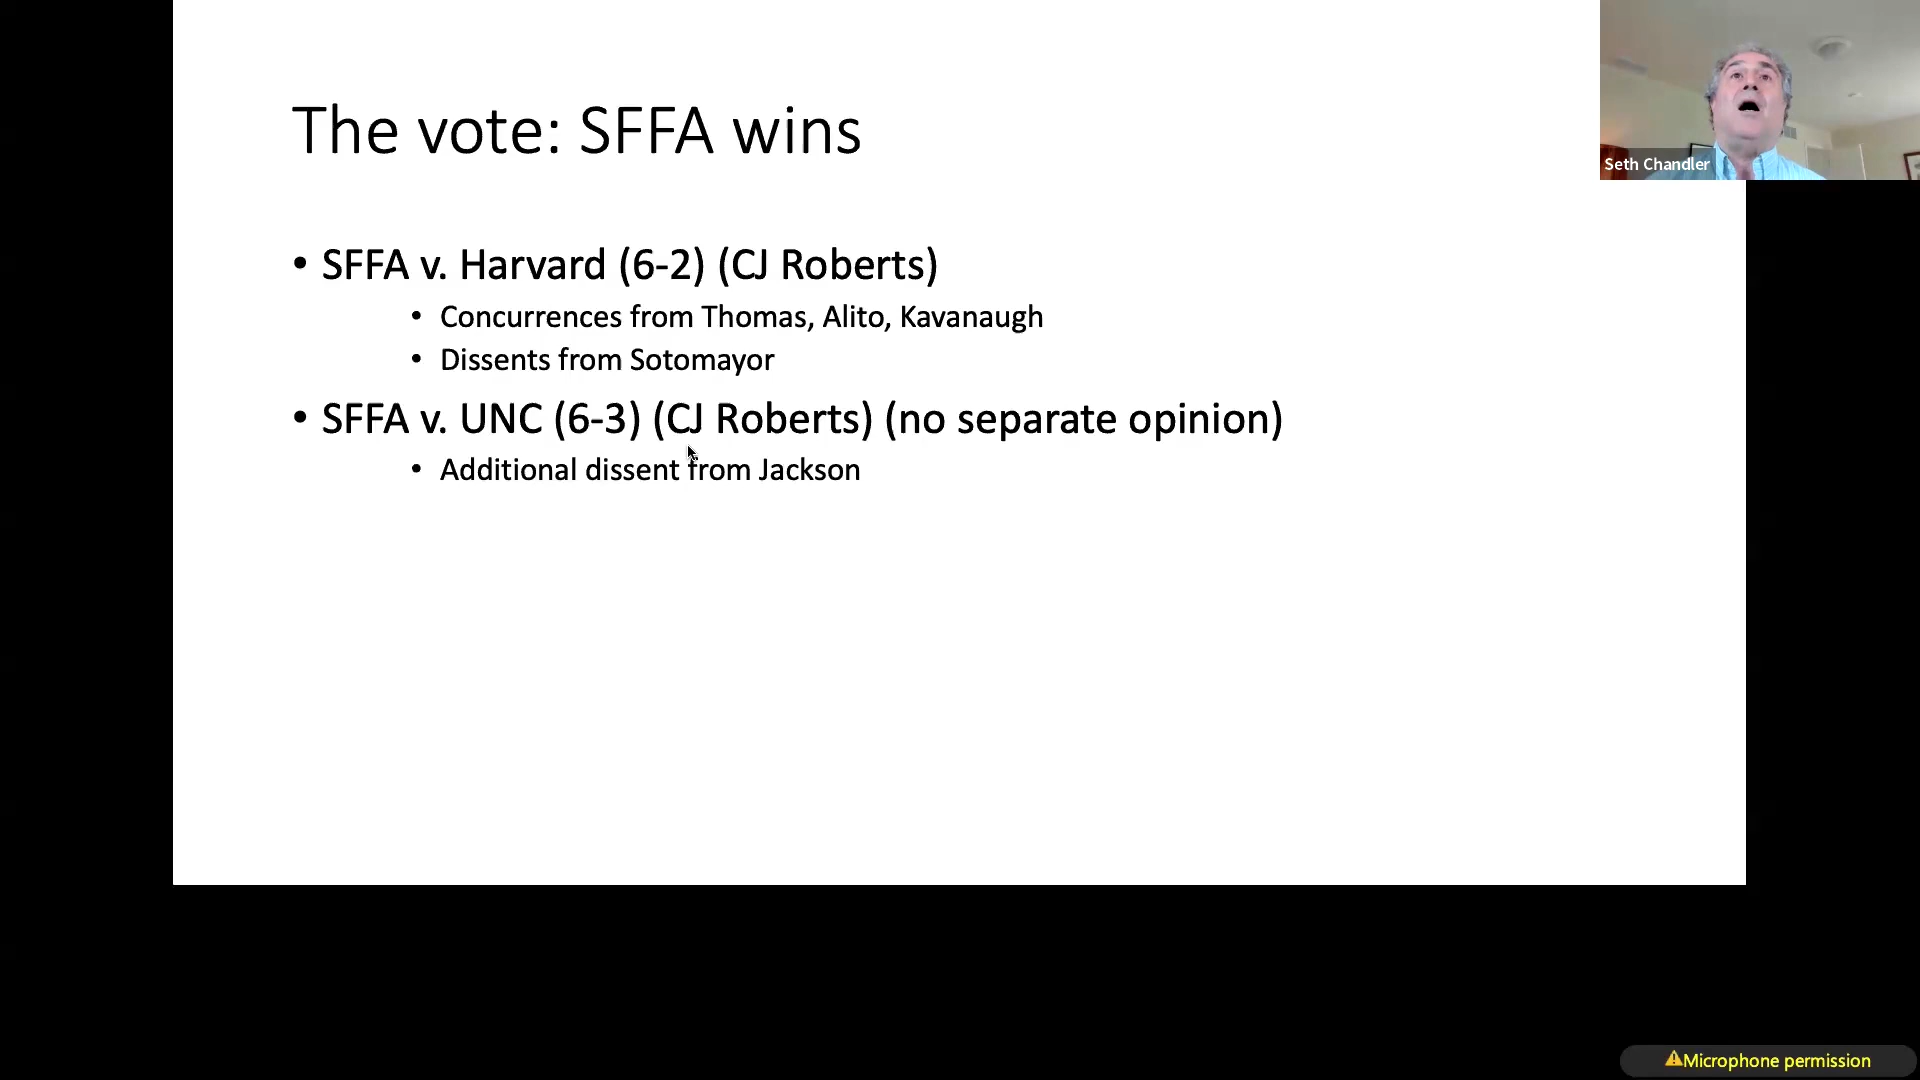 The vote: SFFA wins
• SFFA v. Harvard (6-2) (CJ Roberts)
• Concurrences from Thomas, Alito, Kavanaugh
• Dissents from Sotomayor
• SFFA v. UNC (6-3) (CJ Roberts) (no separate opinion)
• Additional dissent from Jackson
Seth Chandler
Microphone permission